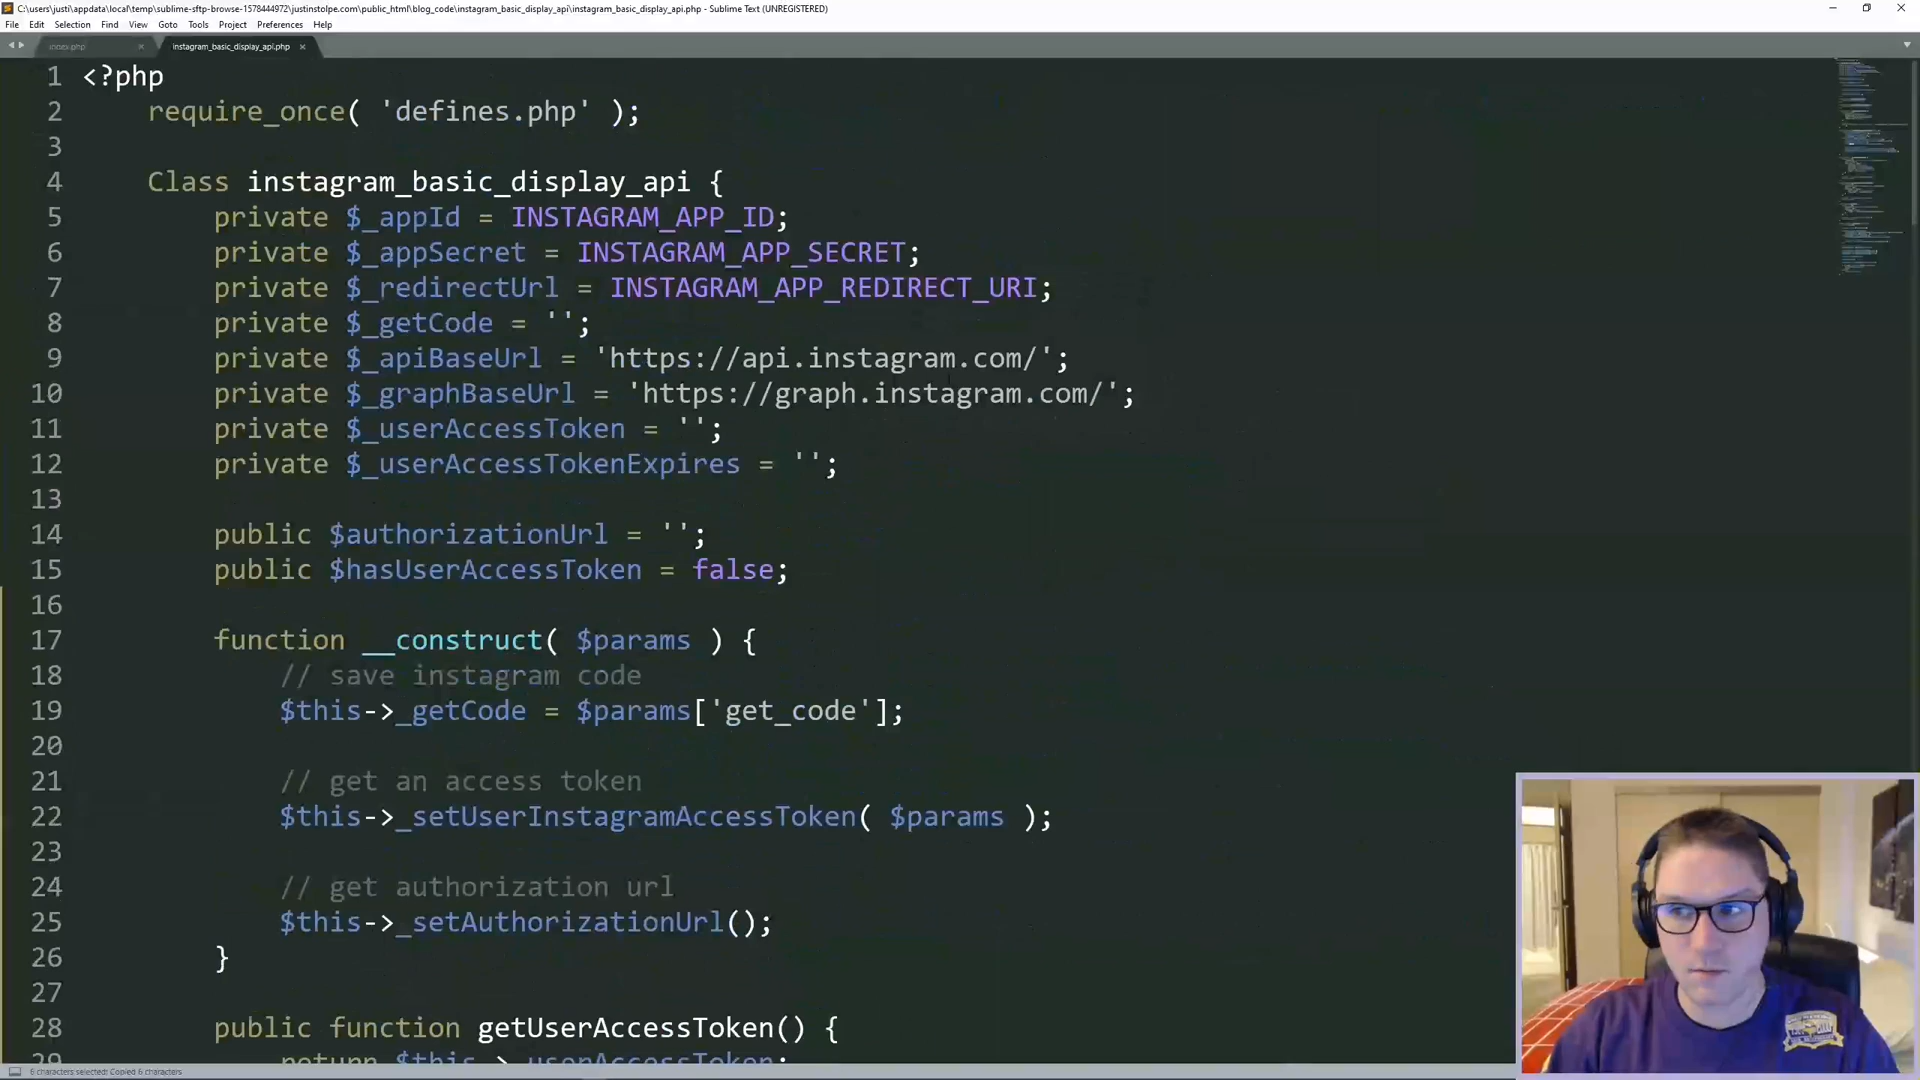 C:\users\justi\appdata\local\temp\sublime-sftp-browse-1578444972\justinstolpe.com\public_html\blog_code\instagram_basic_display_api\instagram_basic_display_api.php - Sublime Text (UNREGISTERED)
File Edit Selection Find View Goto Tools Project Preferences Help
index.php instagram_basic_display_api.php
1 <?php
2 require_once( 'defines.php' );
3
4 Class instagram_basic_display_api {
5 private $_appId = INSTAGRAM_APP_ID;
6 private $_appSecret = INSTAGRAM_APP_SECRET;
7 private $_redirectUrl = INSTAGRAM_APP_REDIRECT_URI;
8 private $_getCode = '';
9 private $_apiBaseUrl = 'https://api.instagram.com/';
10 private $_graphBaseUrl = 'https://graph.instagram.com/';
11 private $_userAccessToken = '';
12 private $_userAccessTokenExpires = '';
13
14 public $authorizationUrl = '';
15 public $hasUserAccessToken = false;
16
17 function __construct( $params ) {
18 // save instagram code
19 $this->_getCode = $params['get_code'];
20
21 // get an access token
22 $this->_setUserInstagramAccessToken( $params );
23
24 // get authorization url
25 $this->_setAuthorizationUrl();
26 }
27
28 public function getUserAccessToken() {
29 return $this->_userAccessToken;
6 characters selected: Copied 6 characters